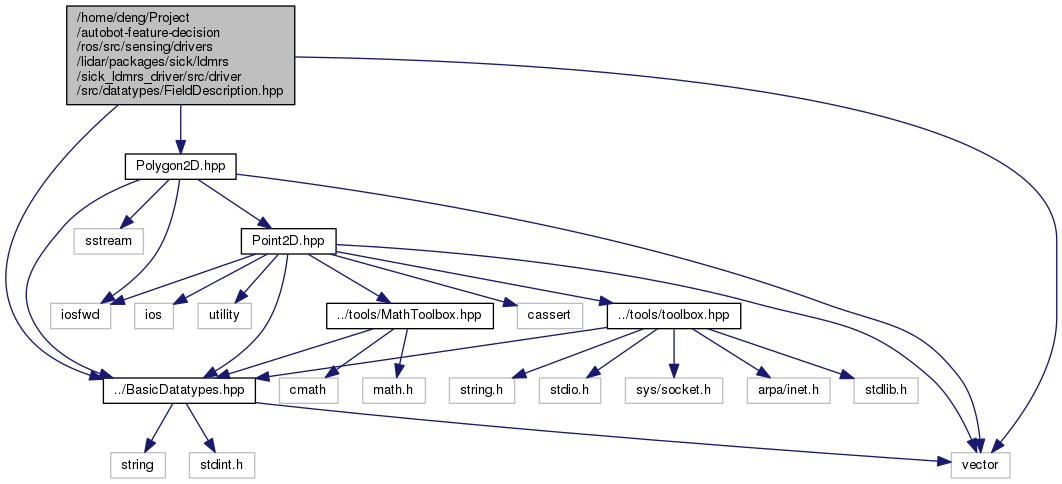 /home/deng/Project
/autobot-feature-decision
/ros/src/sensing/drivers
/lidar/packages/sick/ldmrs
/sick_ldmrs_driver/src/driver
/src/datatypes/FieldDescription.hpp
Polygon2D.hpp
sstream
Point2D.hpp
iosfwd
ios
utility
../tools/MathToolbox.hpp
cassert
../tools/toolbox.hpp
../BasicDatatypes.hpp
cmath
math.h
string.h
stdio.h
sys/socket.h
arpa/inet.h
stdlib.h
string
stdint.h
vector